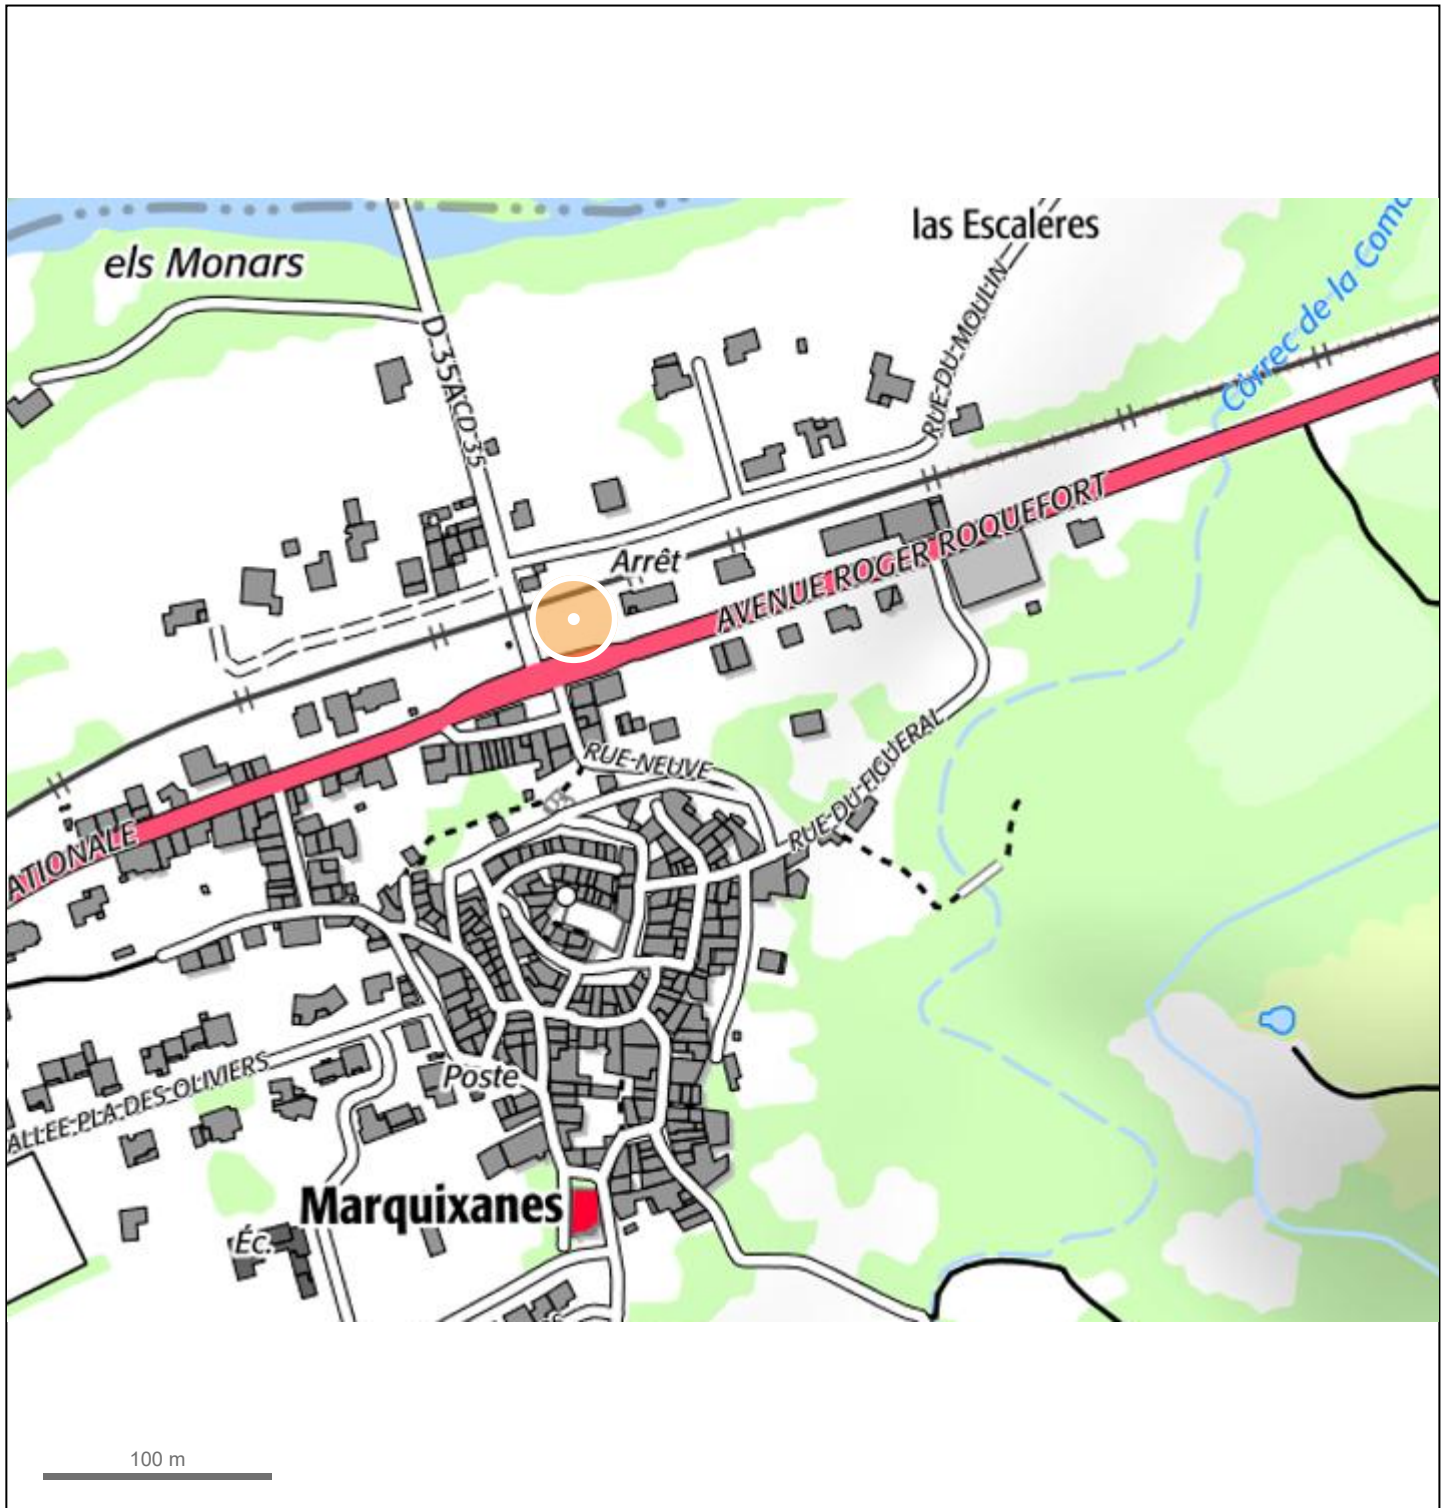 las Escaleres
els Monars
Còrrec de la Coma
RUE DU MOULIN
D 35A
CD 35
Arrêt
AVENUE ROGER ROQUEFORT
RUE NEUVE
RUE DU FIGUERAL
ATIONALE
ALLEE PLA DES OLIVIERS
Poste
Marquixanes
Éc.
100 m